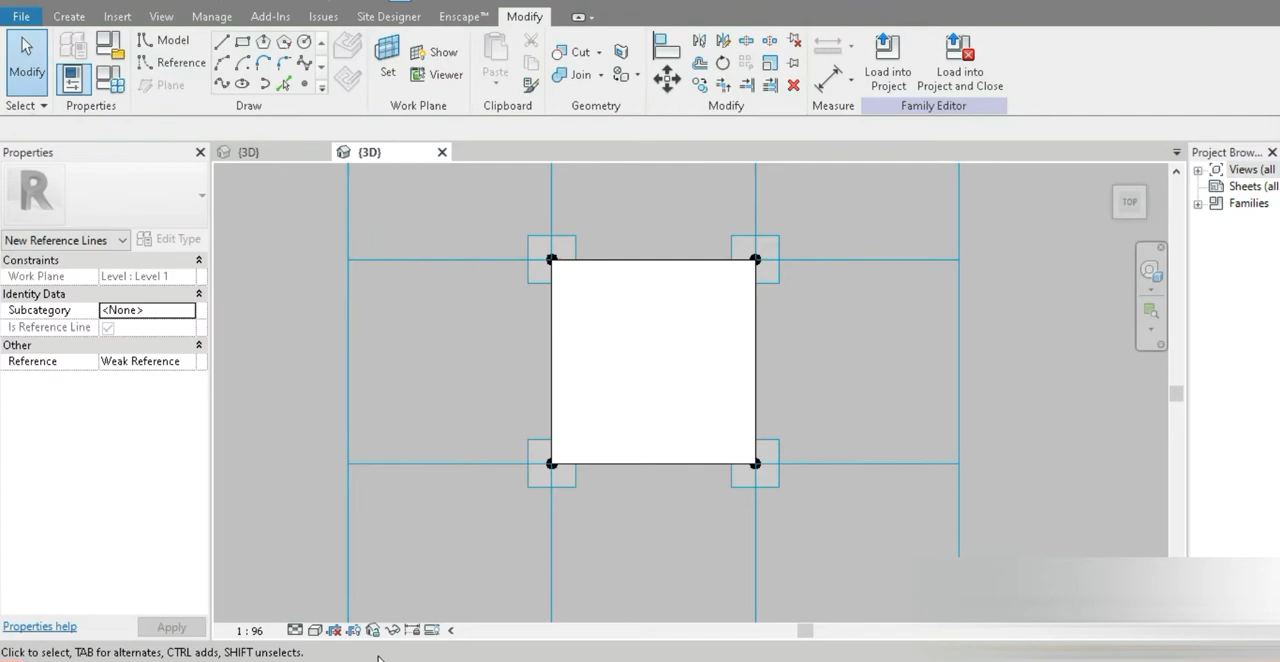 File Create Insert View Manage Add-Ins Issues Site Designer Enscape™ Modify
Modify
Select
Properties
Model
Reference
Plane
Draw
Set
Show
Viewer
Work Plane
Paste
Clipboard
Cut
Join
Geometry
Modify
Measure
Load into
Project
Load into
Project and Close
Family Editor
Properties
{3D}
{3D}
Project Brow...
R
New Reference Lines
Edit Type
Constraints
Work Plane Level : Level 1
Identity Data
Subcategory <None>
Is Reference Line
Other
Reference Weak Reference
TOP
Views (all
Sheets (all
Families
Properties help
Apply
1 : 96
Click to select, TAB for alternates, CTRL adds, SHIFT unselects.